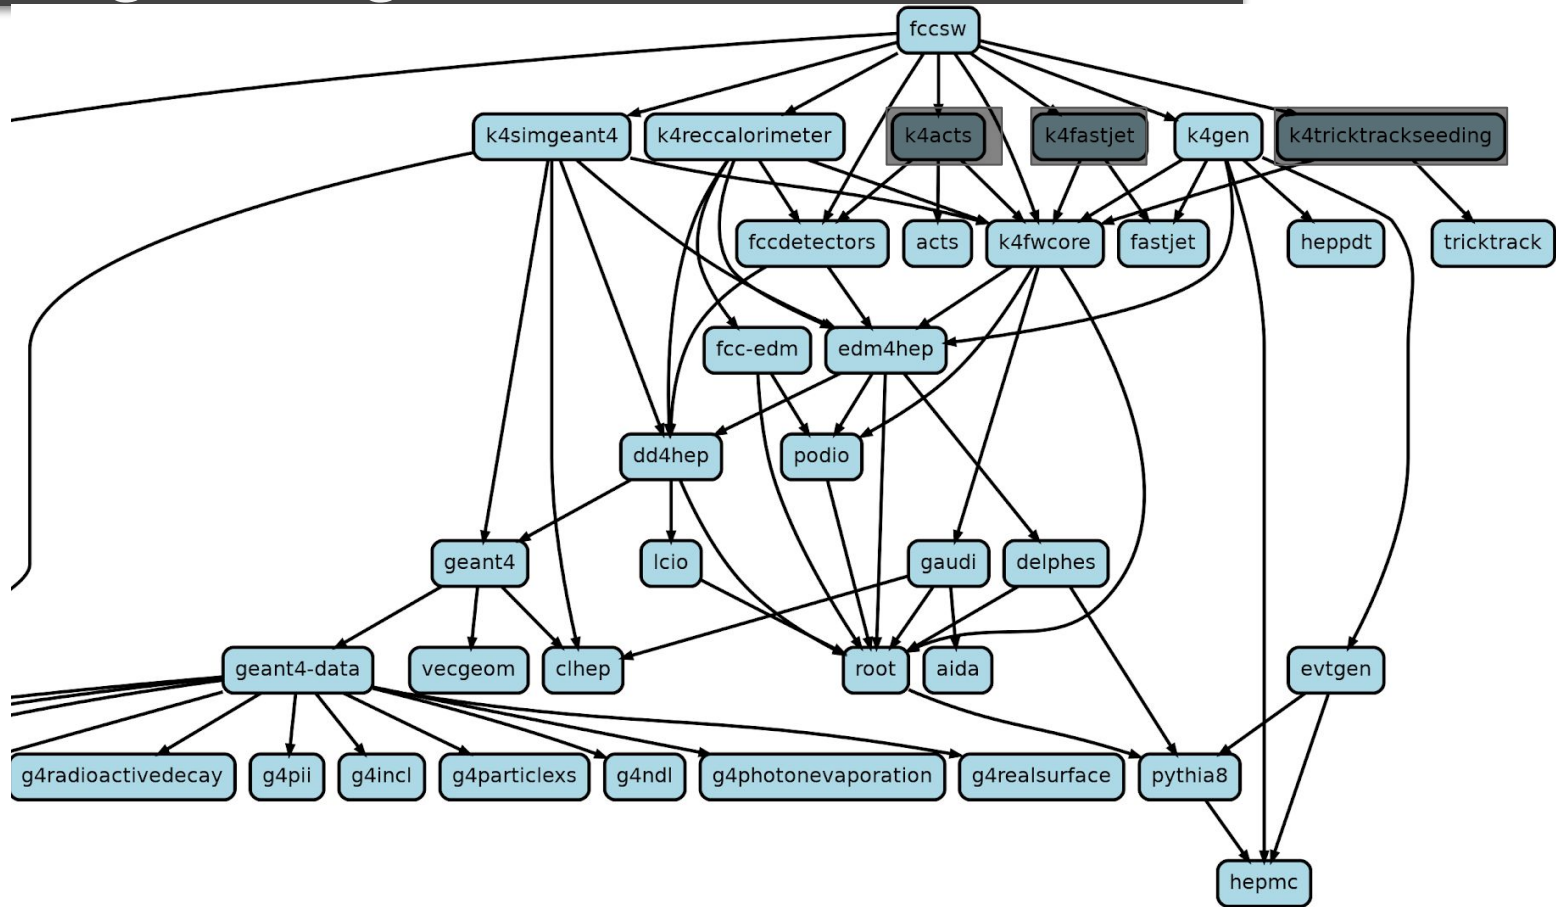 fccsw
k4simgeant4 k4reccalorimeter k4acts k4fastjet k4gen k4tricktrackseeding
fccdetectors acts k4fwcore fastjet heppdt tricktrack
fcc-edm edm4hep
dd4hep podio
geant4 lcio gaudi delphes
geant4-data vecgeom clhep root aida evtgen
g4radioactivedecay g4pii g4incl g4particlexs g4ndl g4photonevaporation g4realsurface pythia8
hepmc